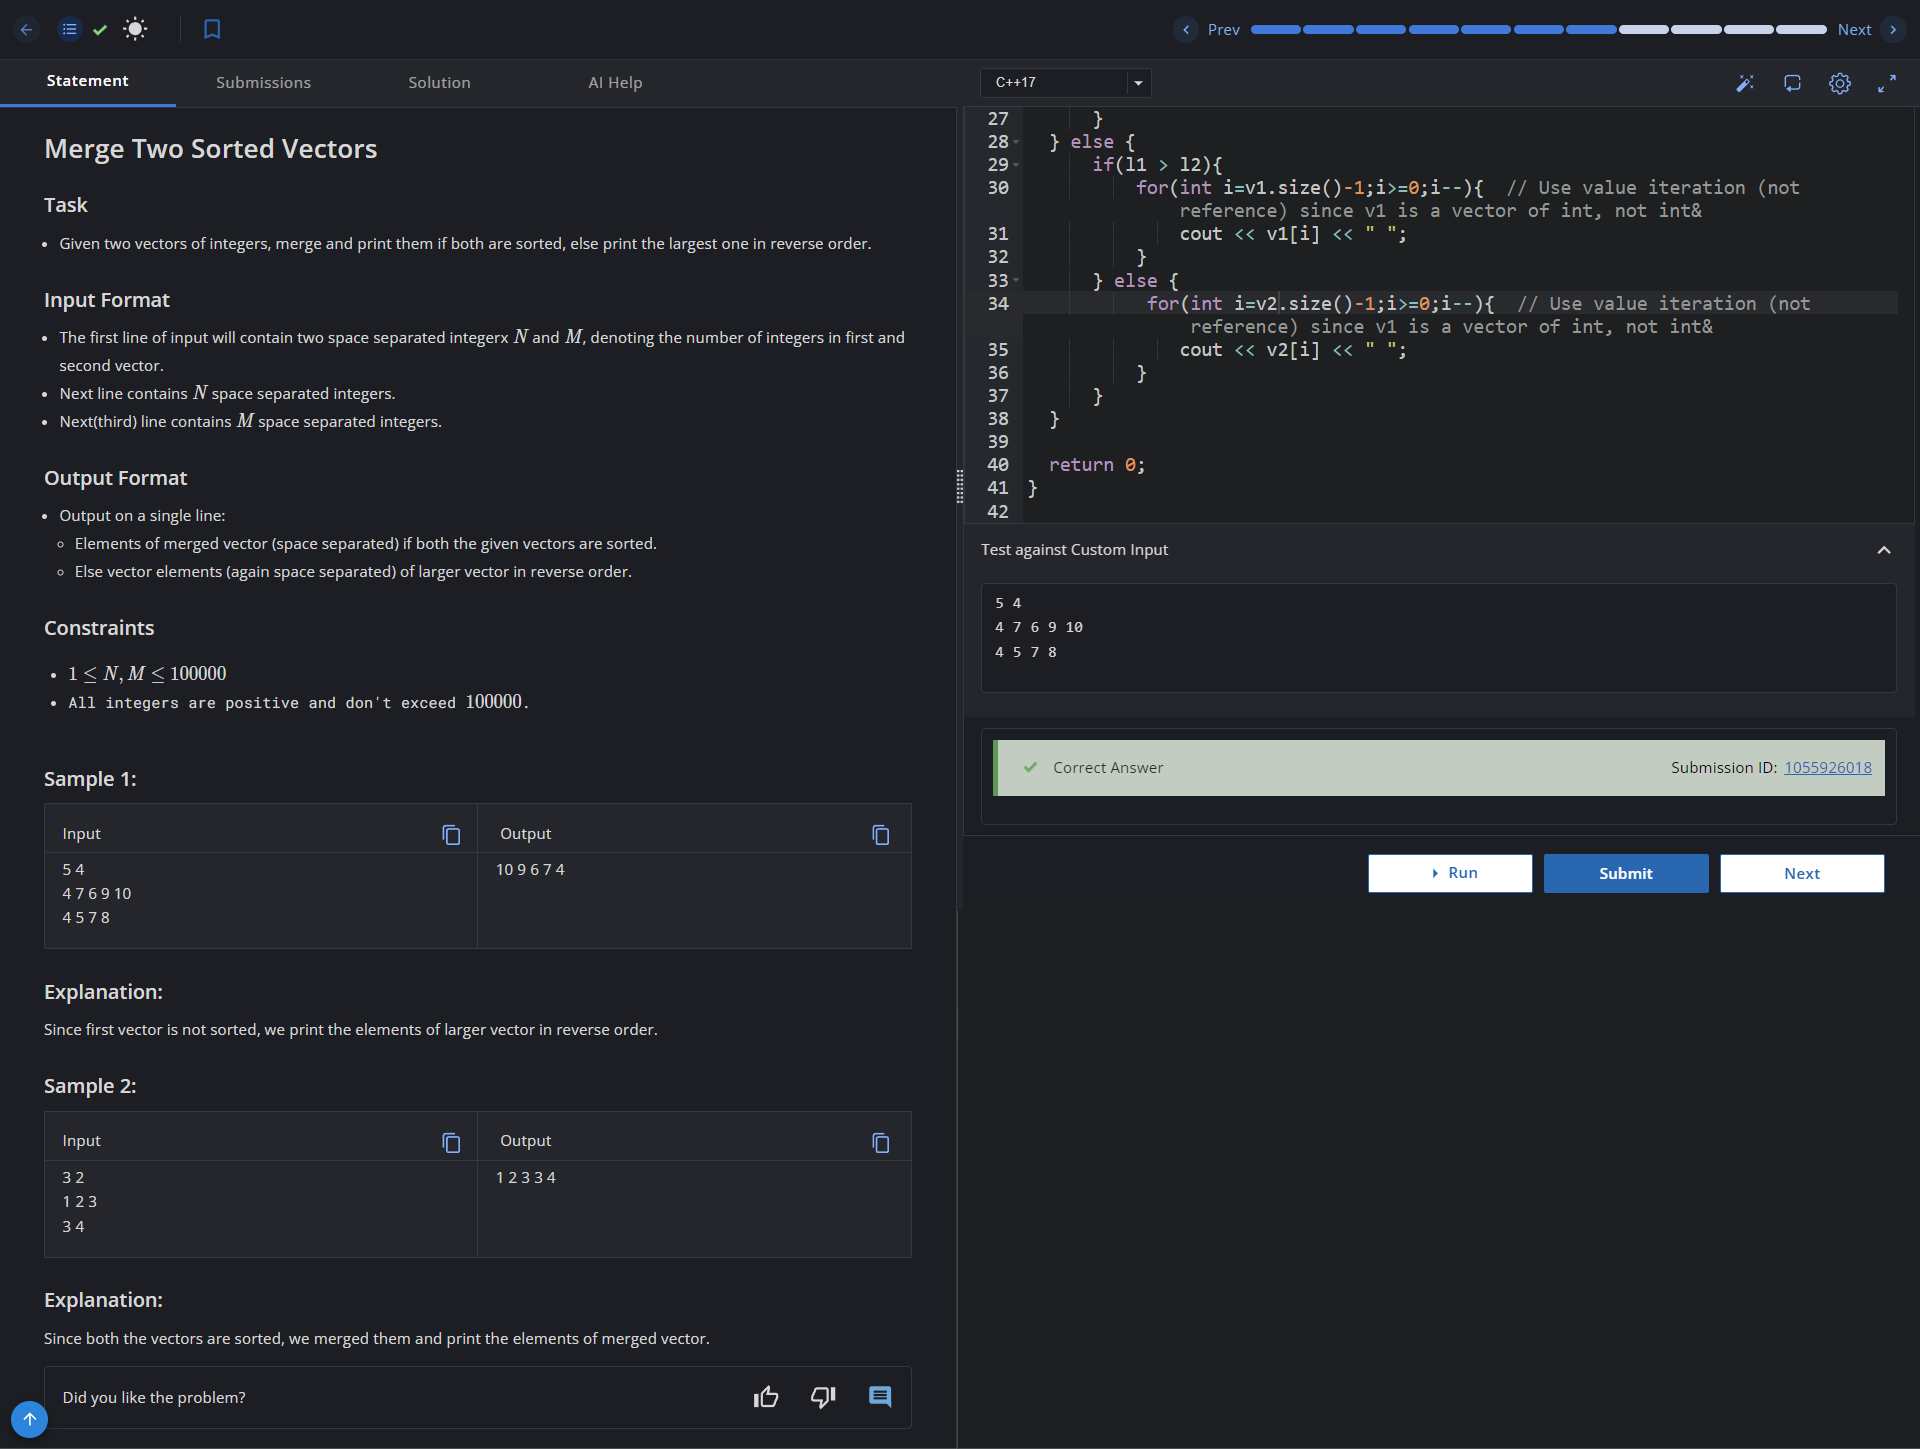 Prev
Next
Statement
Submissions
Solution
AI Help
Merge Two Sorted Vectors
Task
• Given two vectors of integers, merge and print them if both are sorted, else print the largest one in reverse order.
Input Format
• The first line of input will contain two space separated integerx N and M, denoting the number of integers in first and
second vector.
• Next line contains N space separated integers.
• Next(third) line contains M space separated integers.
Output Format
• Output on a single line:
◦ Elements of merged vector (space separated) if both the given vectors are sorted.
◦ Else vector elements (again space separated) of larger vector in reverse order.
Constraints
• 1 ≤ N, M ≤ 100000
• All integers are positive and don't exceed 100000.
Sample 1:
Input
Output
5 4
4 7 6 9 10
4 5 7 8
10 9 6 7 4
Explanation:
Since first vector is not sorted, we print the elements of larger vector in reverse order.
Sample 2:
Input
Output
3 2
1 2 3
3 4
1 2 3 3 4
Explanation:
Since both the vectors are sorted, we merged them and print the elements of merged vector.
Did you like the problem?
C++17
27 }
28 } else {
29 if(l1 > l2){
30 for(int i=v1.size()-1;i>=0;i--){ // Use value iteration (not
reference) since v1 is a vector of int, not int&
31 cout << v1[i] << " ";
32 }
33 } else {
34 for(int i=v2.size()-1;i>=0;i--){ // Use value iteration (not
reference) since v1 is a vector of int, not int&
35 cout << v2[i] << " ";
36 }
37 }
38 }
39
40 return 0;
41 }
42
Test against Custom Input
5 4
4 7 6 9 10
4 5 7 8
Correct Answer
Submission ID: 1055926018
Run
Submit
Next